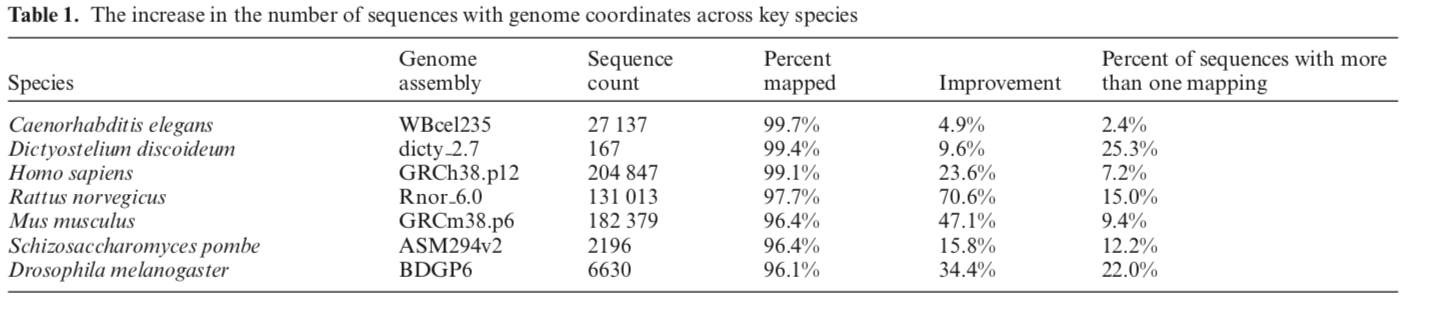 Table 1. The increase in the number of sequences with genome coordinates across key species
Species Genome assembly Sequence count Percent mapped Improvement Percent of sequences with more than one mapping
Caenorhabditis elegans WBcel235 27 137 99.7% 4.9% 2.4%
Dictyostelium discoideum dicty_2.7 167 99.4% 9.6% 25.3%
Homo sapiens GRCh38.p12 204 847 99.1% 23.6% 7.2%
Rattus norvegicus Rnor_6.0 131 013 97.7% 70.6% 15.0%
Mus musculus GRCm38.p6 182 379 96.4% 47.1% 9.4%
Schizosaccharomyces pombe ASM294v2 2196 96.4% 15.8% 12.2%
Drosophila melanogaster BDGP6 6630 96.1% 34.4% 22.0%